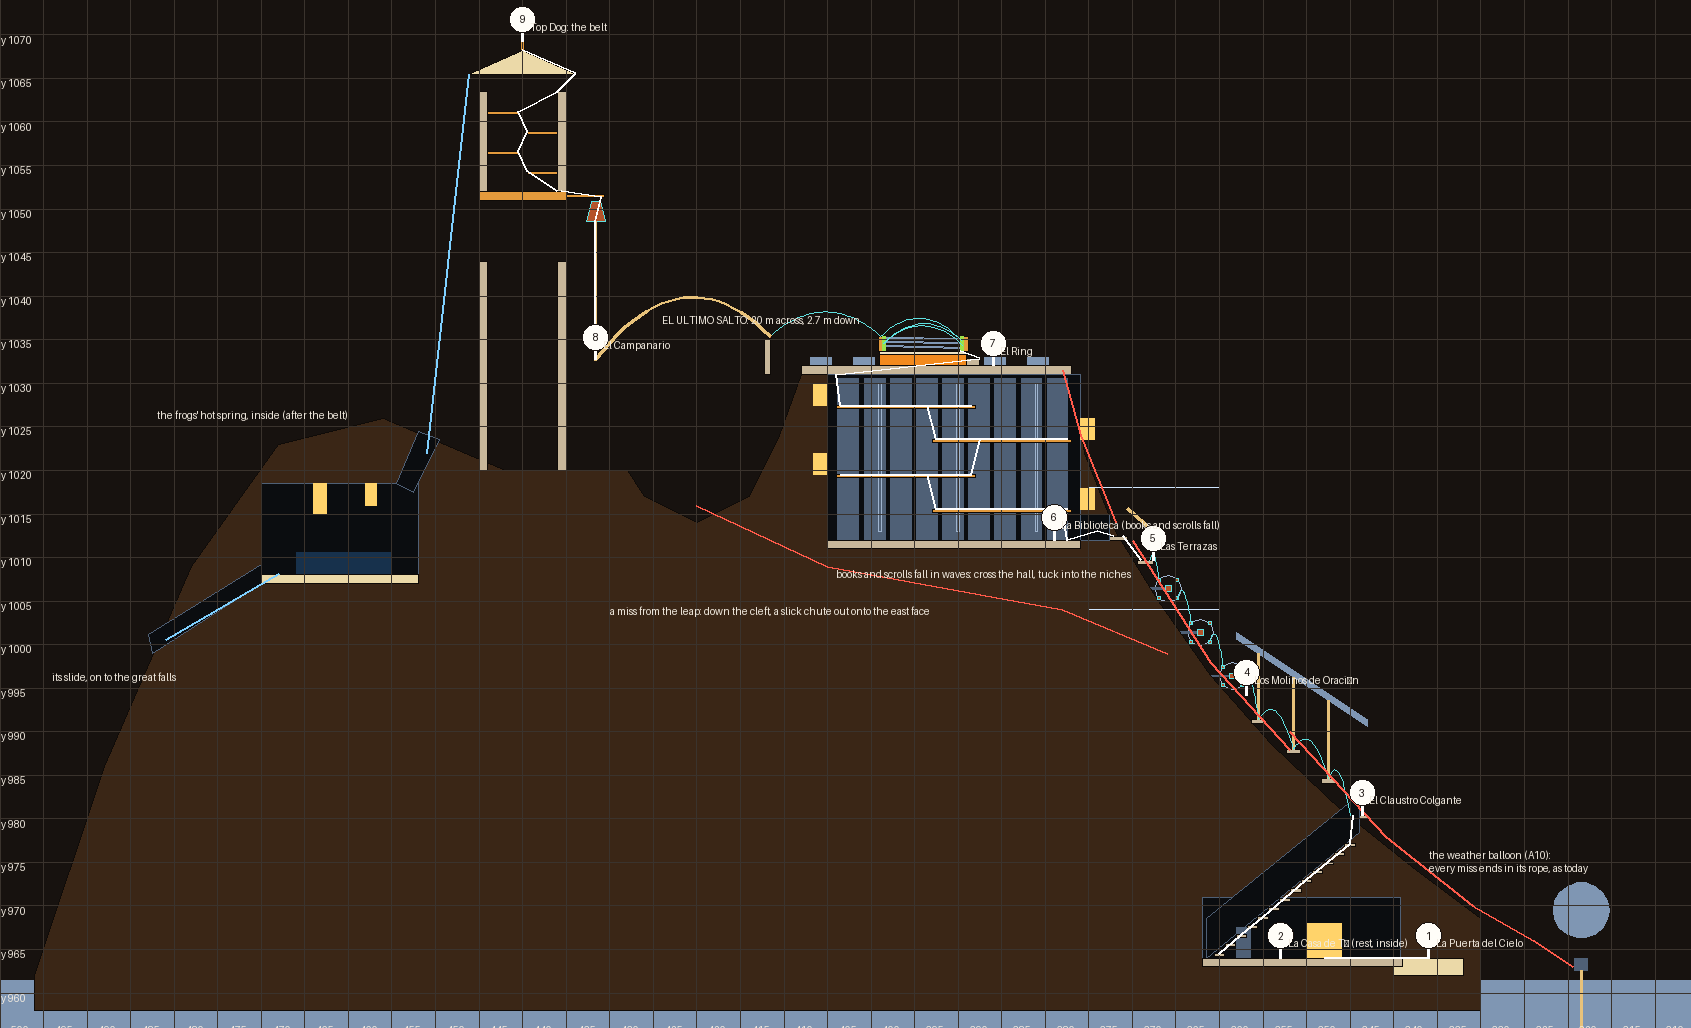 9
Top Dog: the belt
y 1070
y 1065
y 1060
y 1055
y 1050
y 1045
y 1040
EL ULTIMO SALTO: 20 m across, 2.7 m down
y 1035
8
El Campanario
7
El Ring
y 1030
the frogs' hot spring, inside (after the belt)
y 1025
y 1020
y 1015
6
La Biblioteca (books and scrolls fall)
5
Las Terrazas
y 1010
books and scrolls fall in waves: cross the hall, tuck into the niches
y 1005
a miss from the leap: down the cleft, a slick chute out onto the east face
y 1000
its slide, on to the great falls
4
y 995
y 990
y 985
3
El Claustro Colgante
y 980
the weather balloon (A10):
every miss ends in its rope, as today
y 975
y 970
2
(rest, inside)
1
La Puerta del Cielo
y 965
y 960